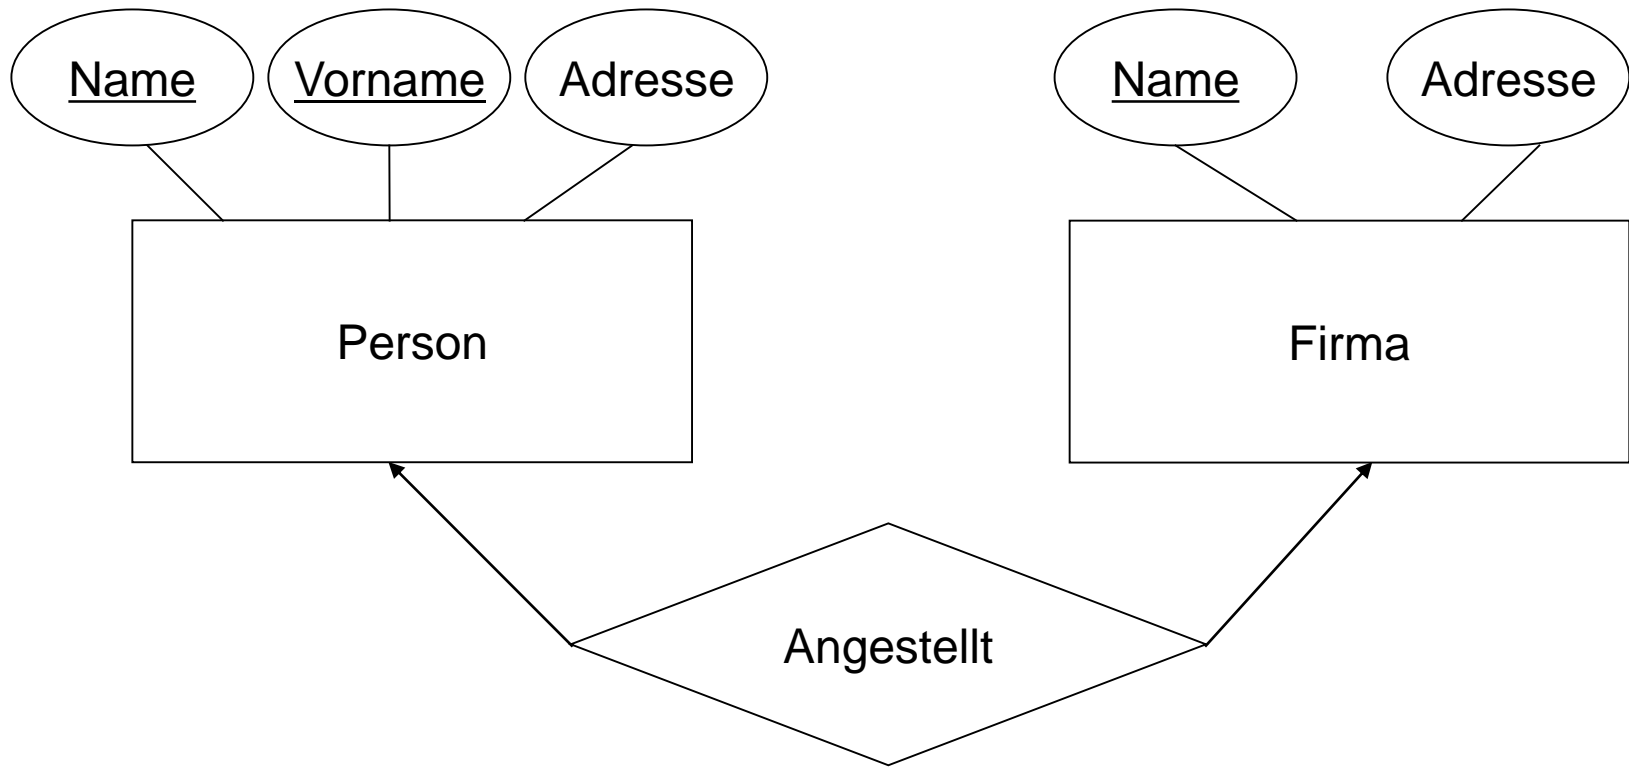 Name
Vorname
Adresse
Name
Adresse
Person
Firma
Angestellt